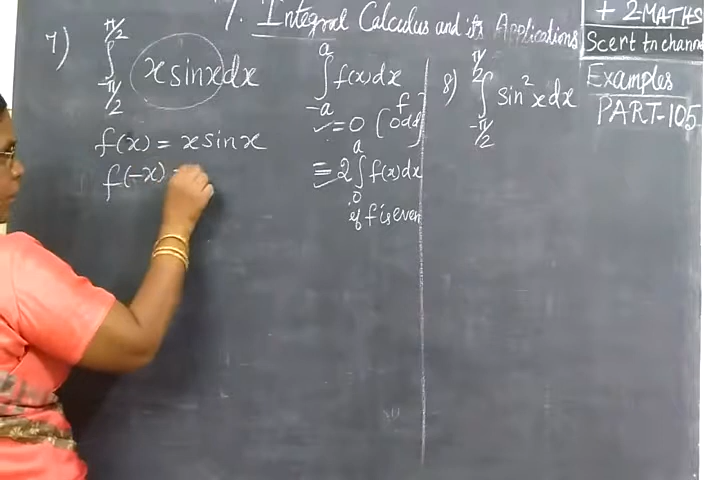 7. Integral Calculus and its Applications
+ 2 MATHS
Scert tn channel
Examples
PART-105
7) ∫_{-π/2}^{π/2} x sinx dx
f(x) = x sinx
f(-x) =
∫_{-a}^{a} f(x) dx
= 0 (odd f
= 2 ∫_{0}^{a} f(x) dx
if f is even
8) ∫_{-π/2}^{π/2} sin² x dx